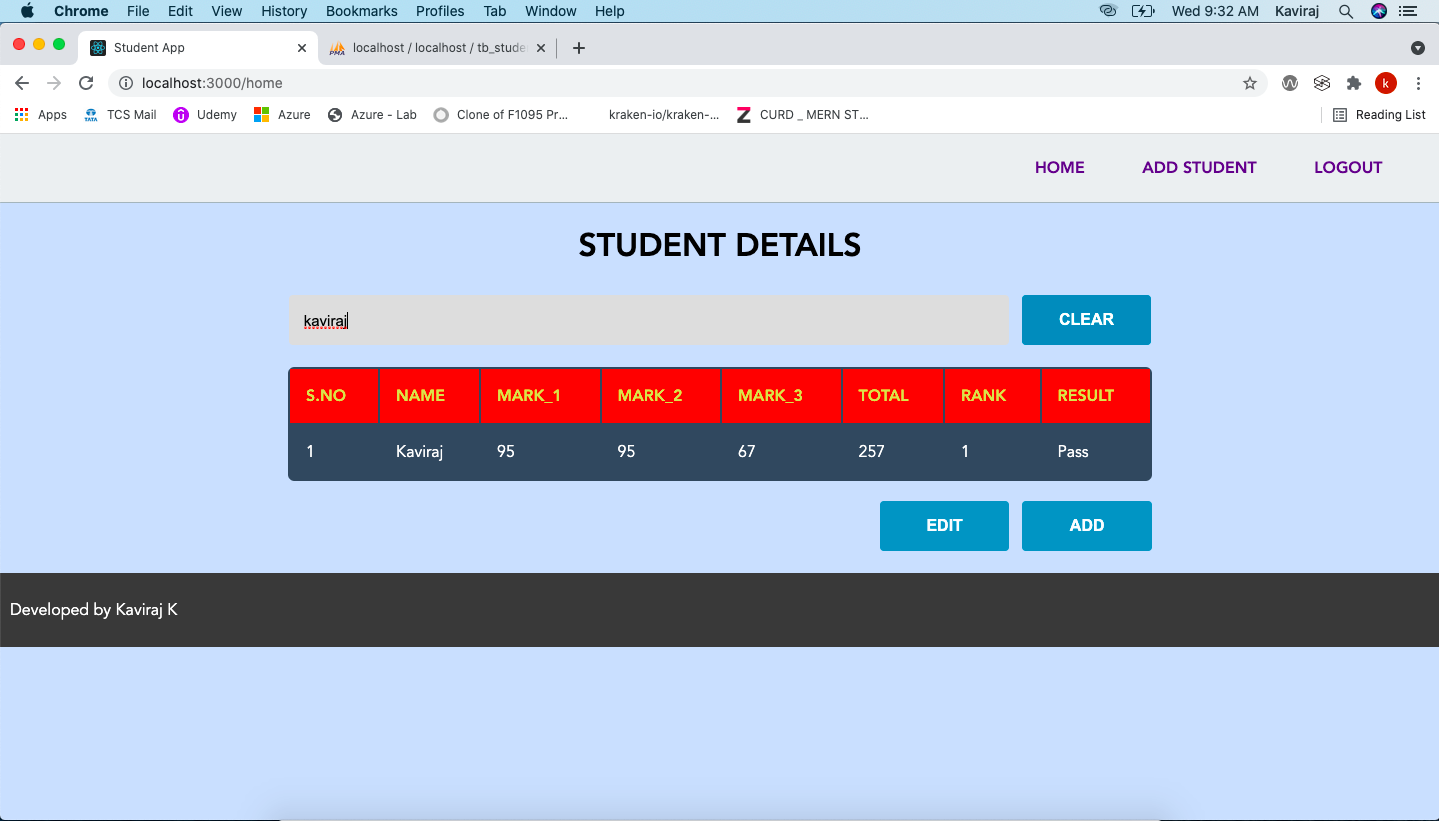 Chrome File Edit View History Bookmarks Profiles Tab Window Help Wed 9:32 AM Kaviraj
Student App localhost / localhost / tb_stude
localhost:3000/home k
Apps TATA TCS Mail Udemy Azure Azure - Lab Clone of F1095 Pr... kraken-io/kraken-... Z CURD _ MERN ST... Reading List
HOME ADD STUDENT LOGOUT
STUDENT DETAILS
kaviraj CLEAR
S.NO NAME MARK_1 MARK_2 MARK_3 TOTAL RANK RESULT
1 Kaviraj 95 95 67 257 1 Pass
EDIT ADD
Developed by Kaviraj K